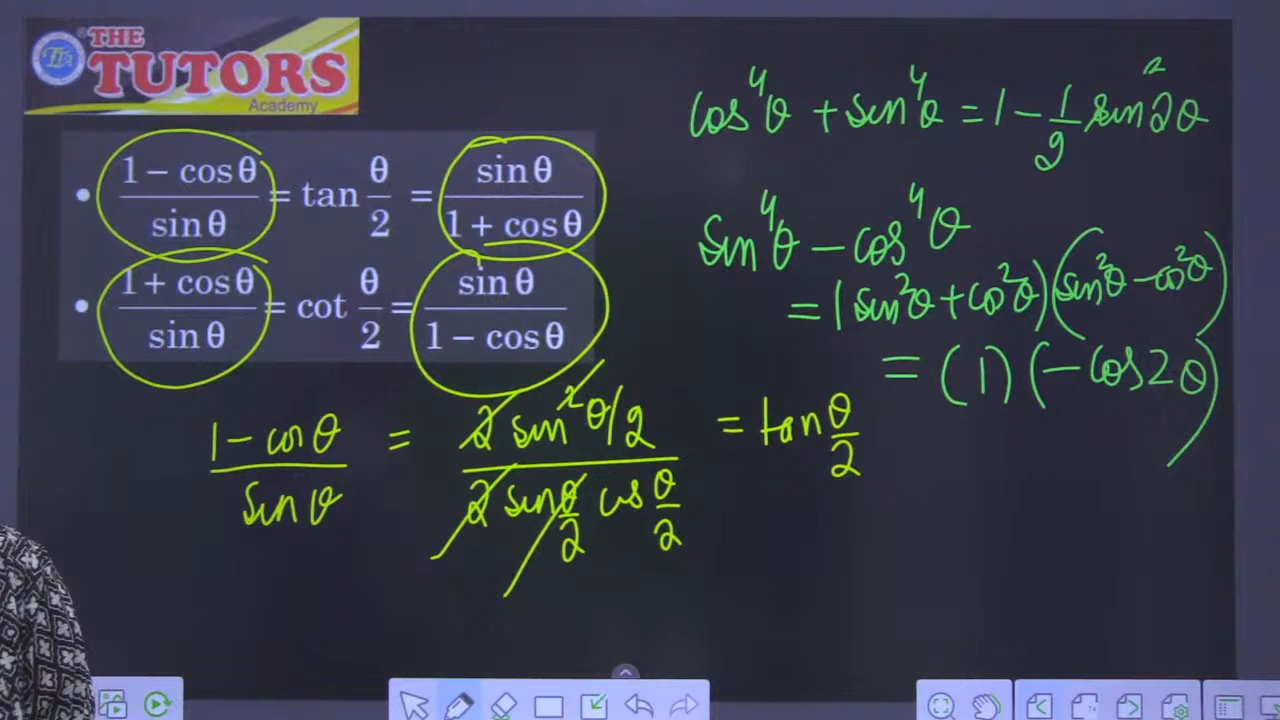 THE
TUTORS
Academy
• (1 − cosθ)/(sinθ) = tan θ/2 = (sinθ)/(1 + cosθ)
• (1 + cosθ)/(sinθ) = cot θ/2 = (sinθ)/(1 − cosθ)
(1 − cosθ)/(sinθ) = (2 sin²θ/2)/(2 sin θ/2 cos θ/2) = tan θ/2
cos⁴θ + sin⁴θ = 1 − 1/2 sin²2θ
sin⁴θ − cos⁴θ
= (sin²θ + cos²θ)(sin²θ − cos²θ)
= (1)(−cos2θ)